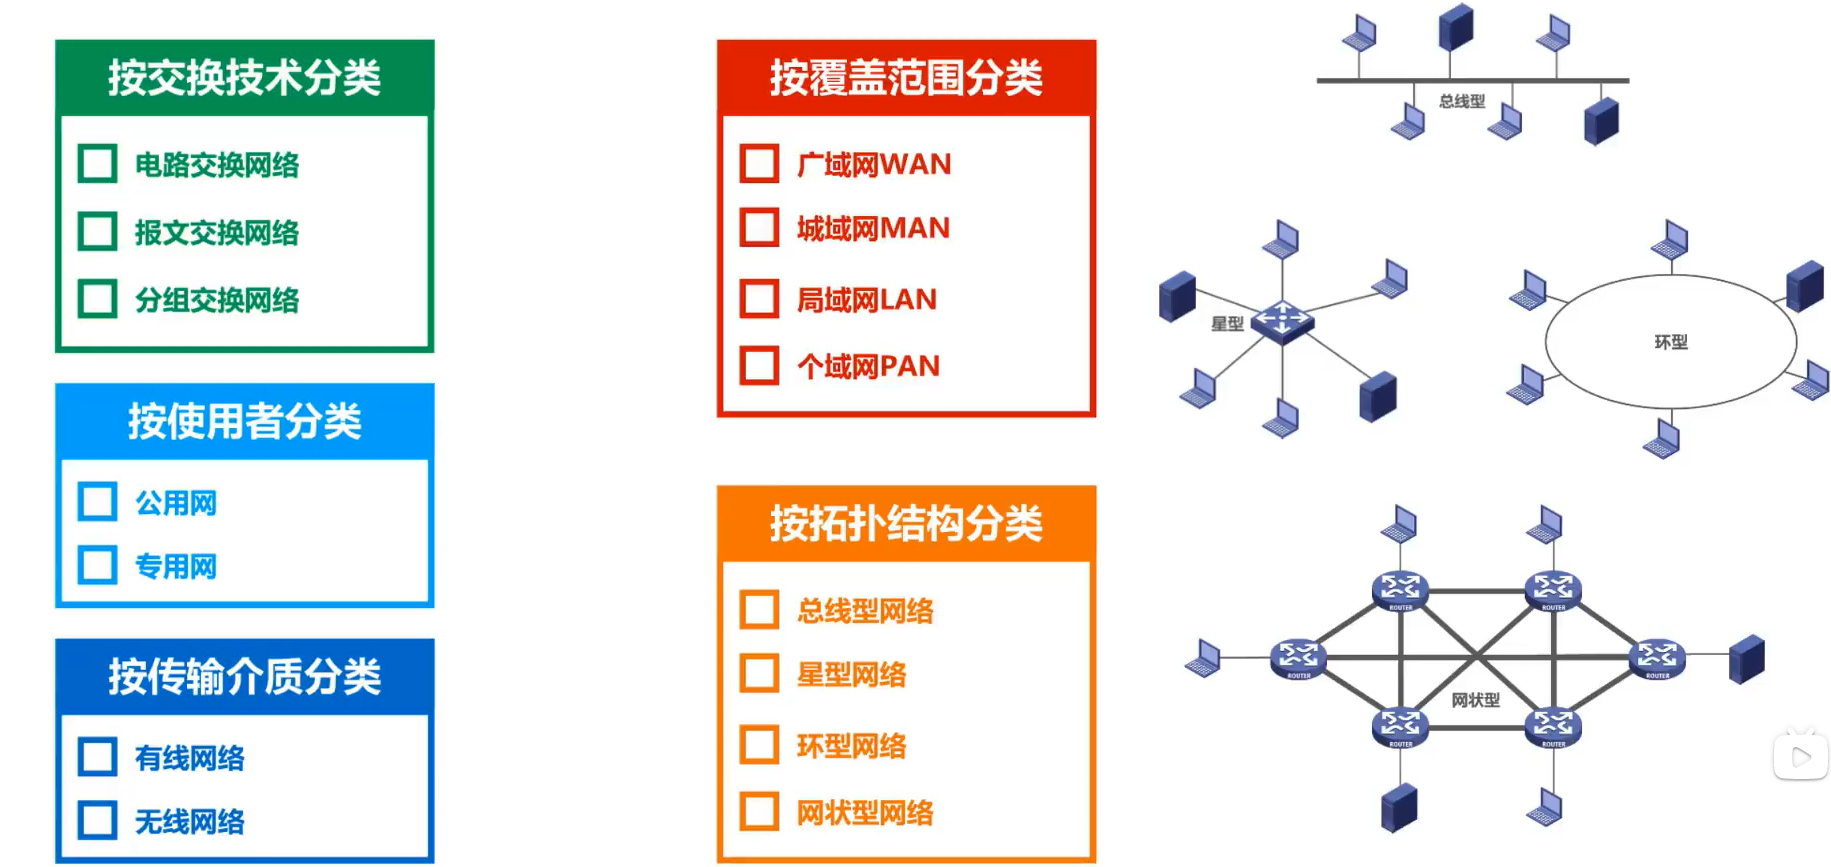 按交换技术分类
电路交换网络
报文交换网络
分组交换网络
按使用者分类
公用网
专用网
按传输介质分类
有线网络
无线网络
按覆盖范围分类
广域网WAN
城域网MAN
局域网LAN
个域网PAN
按拓扑结构分类
总线型网络
星型网络
环型网络
网状型网络
总线型
星型
环型
ROUTER
ROUTER
ROUTER
ROUTER
网状型
ROUTER
ROUTER